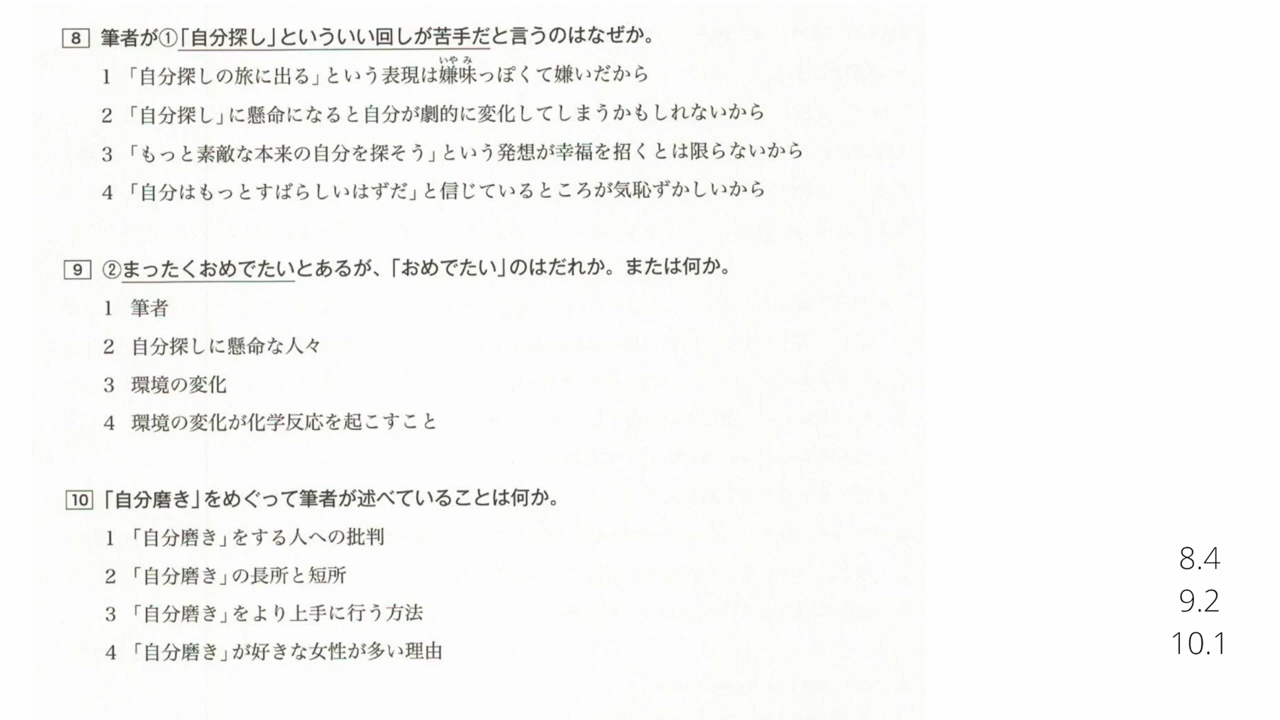 8 筆者が①「自分探し」といういい回しが苦手だと言うのはなぜか。
1 「自分探しの旅に出る」という表現は嫌味っぽくて嫌いだから
いやみ
2 「自分探し」に懸命になると自分が劇的に変化してしまうかもしれないから
3 「もっと素敵な本来の自分を探そう」という発想が幸福を招くとは限らないから
4 「自分はもっとすばらしいはずだ」と信じているところが気恥ずかしいから
9 ②まったくおめでたいとあるが、「おめでたい」のはだれか。または何か。
1 筆者
2 自分探しに懸命な人々
3 環境の変化
4 環境の変化が化学反応を起こすこと
10 「自分磨き」をめぐって筆者が述べていることは何か。
1 「自分磨き」をする人への批判
2 「自分磨き」の長所と短所
3 「自分磨き」をより上手に行う方法
4 「自分磨き」が好きな女性が多い理由
8.4
9.2
10.1